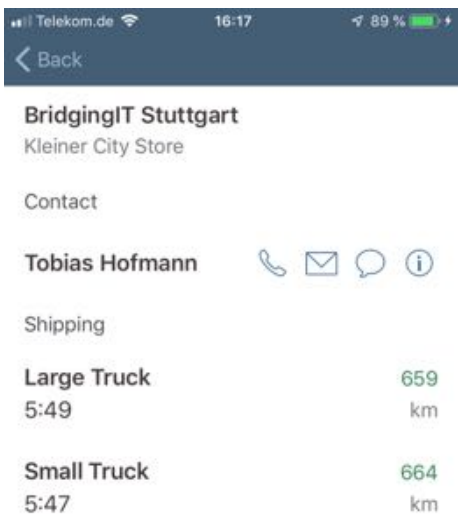 Telekom.de 16:17 89 %
Back
BridgingIT Stuttgart
Kleiner City Store
Contact
Tobias Hofmann
Shipping
Large Truck 659
5:49 km
Small Truck 664
5:47 km